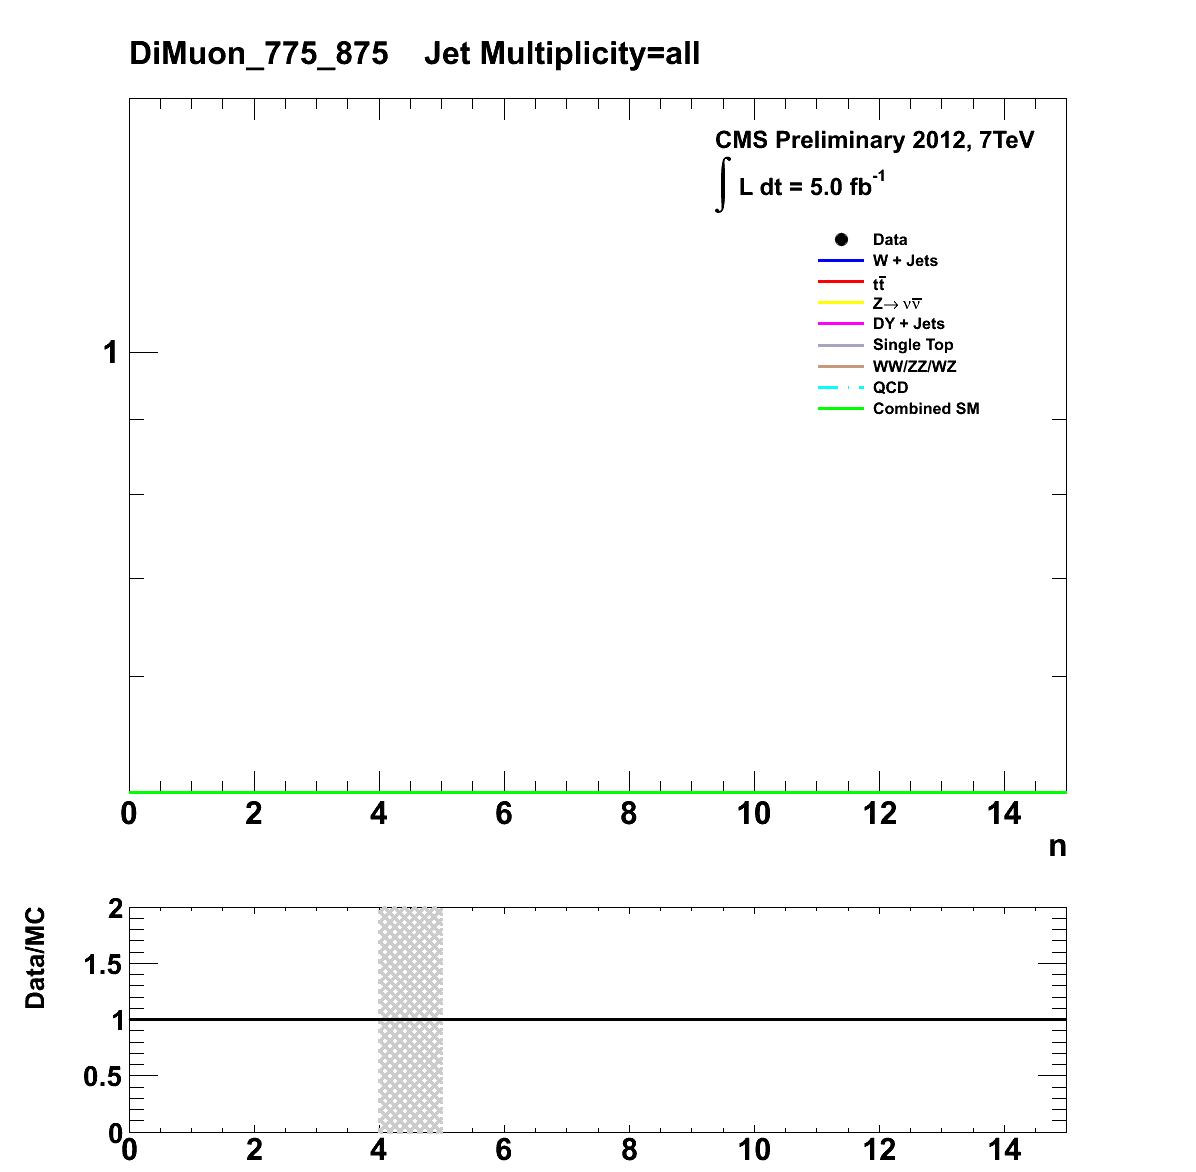 DiMuon_775_875 Jet Multiplicity=all
CMS Preliminary 2012, 7TeV
∫ L dt = 5.0 fb⁻¹
Data
W + Jets
tt̅
Z→ νν̅
DY + Jets
Single Top
WW/ZZ/WZ
QCD
Combined SM
1
0 2 4 6 8 10 12 14
n
Data/MC
2
1.5
1
0.5
0
0 2 4 6 8 10 12 14